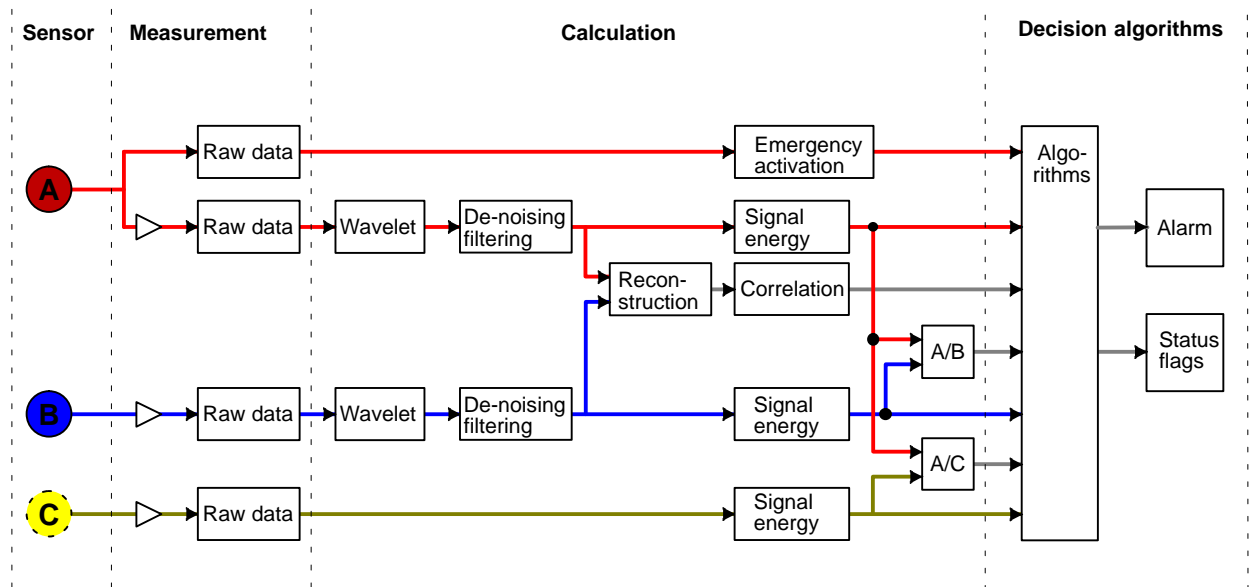 Sensor
Measurement
Calculation
Decision algorithms
Raw data
Emergency
activation
Algo-
rithms
A
Raw data
Wavelet
De-noising
filtering
Signal
energy
Alarm
Recon-
struction
Correlation
A/B
Status
flags
B
Raw data
Wavelet
De-noising
filtering
Signal
energy
A/C
C
Raw data
Signal
energy